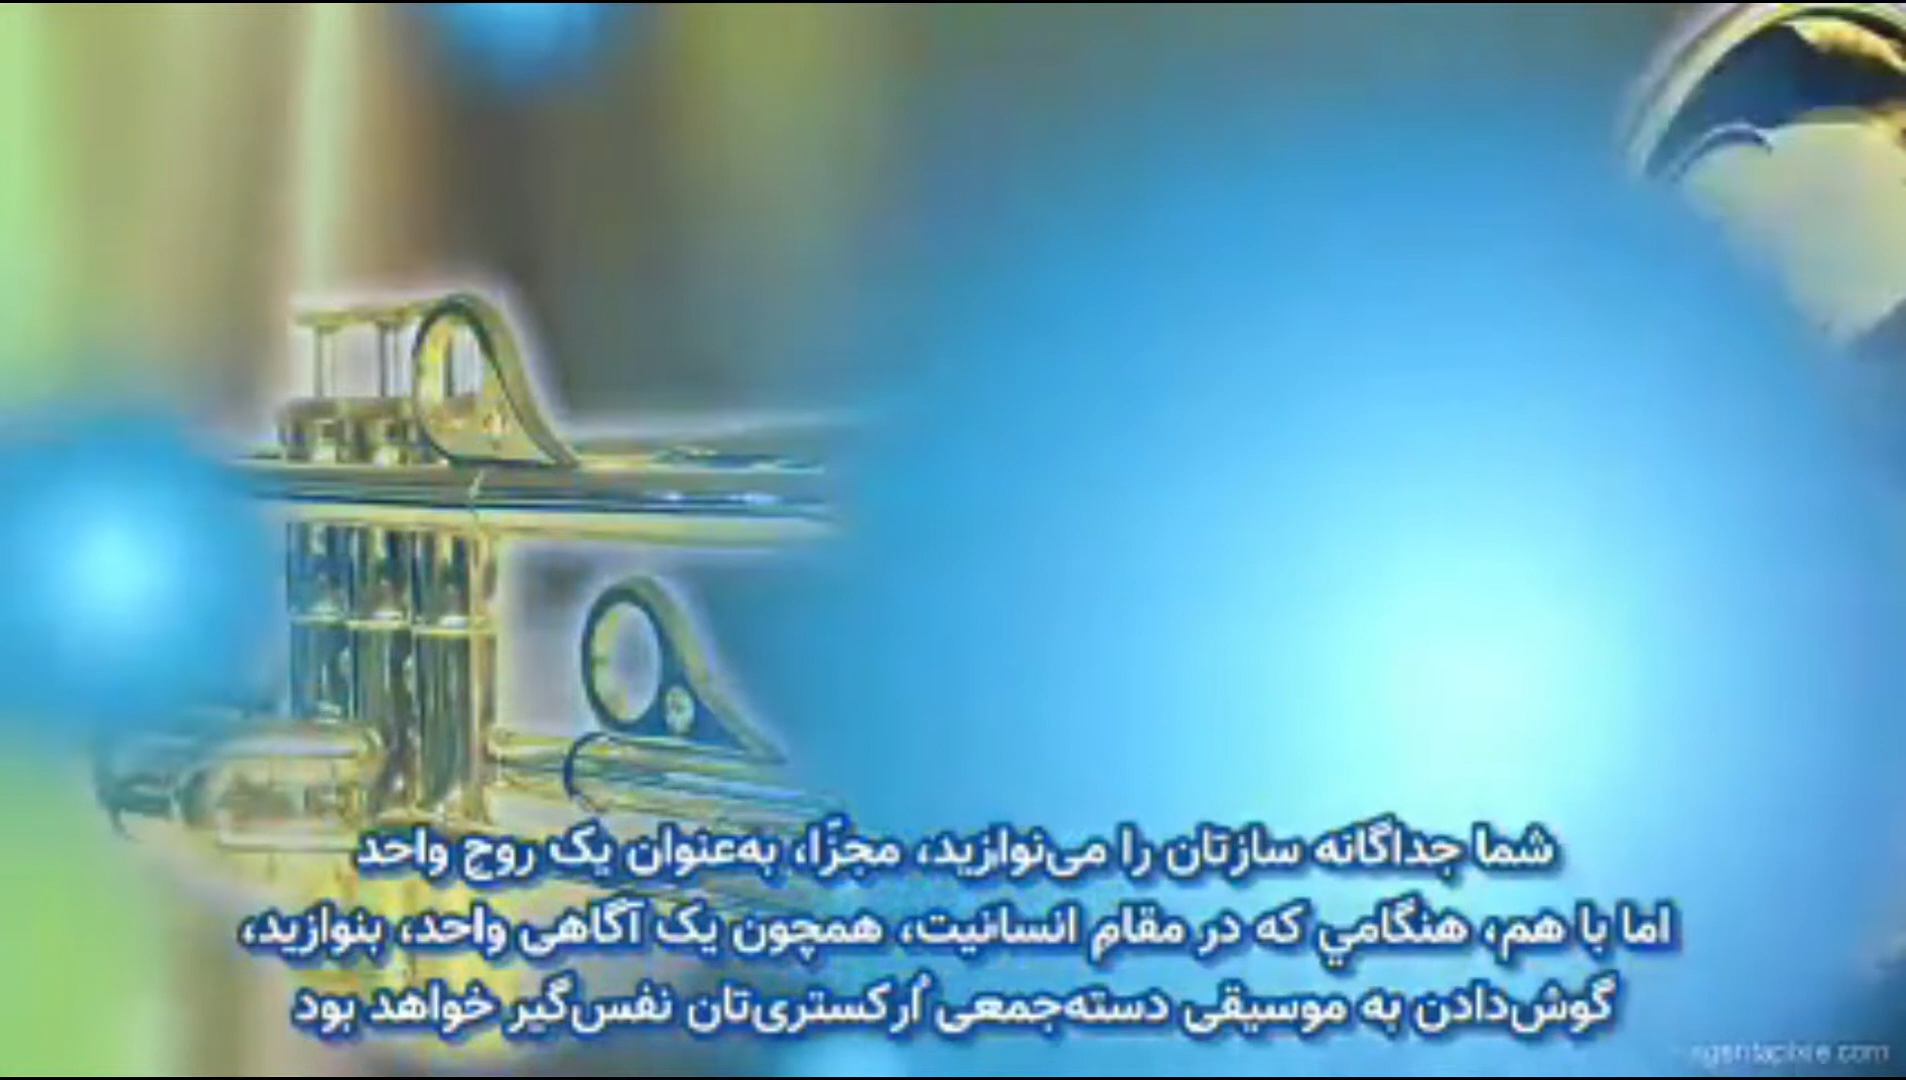 شما جداگانه سازتان را می‌نوازید، مجزّا، به‌عنوان یک روح واحد
اما با هم، هنگامي که در مقامِ انسانیت، همچون یک آگاهی واحد، بنوازید،
گوش‌دادن به موسیقی دسته‌جمعی اُرکستری‌تان نفس‌گیر خواهد بود